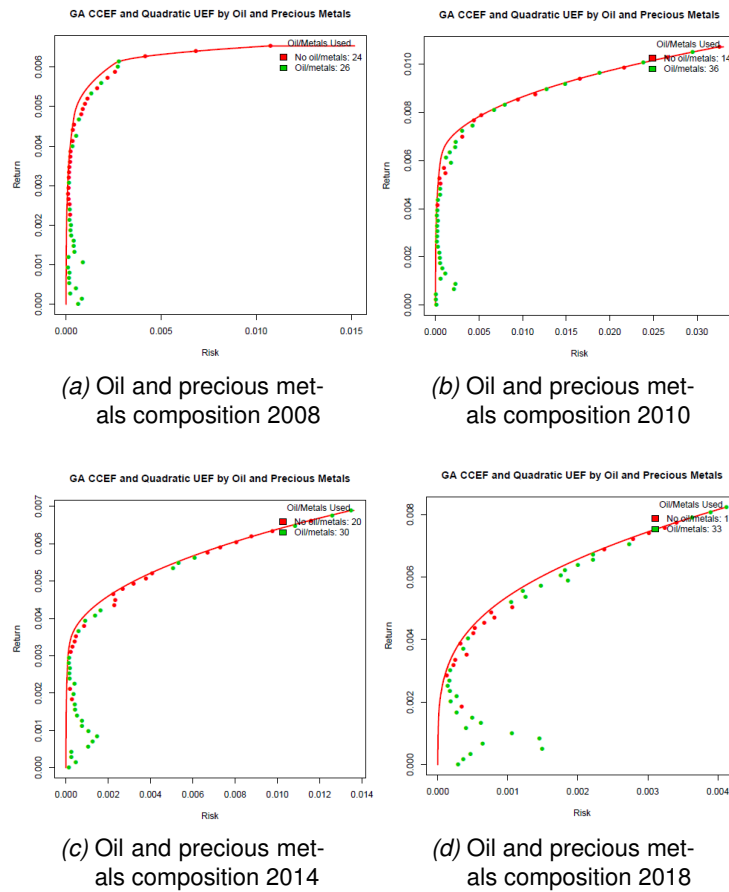 GA CCEF and Quadratic UEF by Oil and Precious Metals
Oil/Metals Used
No oil/metals: 24
Oil/metals: 26
Return
0.006
0.005
0.004
0.003
0.002
0.001
0.000
0.000 0.005 0.010 0.015
Risk
(a) Oil and precious met-
als composition 2008
GA CCEF and Quadratic UEF by Oil and Precious Metals
Oil/Metals Used
No oil/metals: 14
Oil/metals: 36
Return
0.010
0.008
0.006
0.004
0.002
0.000
0.000 0.005 0.010 0.015 0.020 0.025 0.030
Risk
(b) Oil and precious met-
als composition 2010
GA CCEF and Quadratic UEF by Oil and Precious Metals
Oil/Metals Used
No oil/metals: 20
Oil/metals: 30
Return
0.007
0.006
0.005
0.004
0.003
0.002
0.001
0.000
0.000 0.002 0.004 0.006 0.008 0.010 0.012 0.014
Risk
(c) Oil and precious met-
als composition 2014
GA CCEF and Quadratic UEF by Oil and Precious Metals
Oil/Metals Used
No oil/metals: 1
Oil/metals: 33
Return
0.008
0.006
0.004
0.002
0.000
0.000 0.001 0.002 0.003 0.004
Risk
(d) Oil and precious met-
als composition 2018